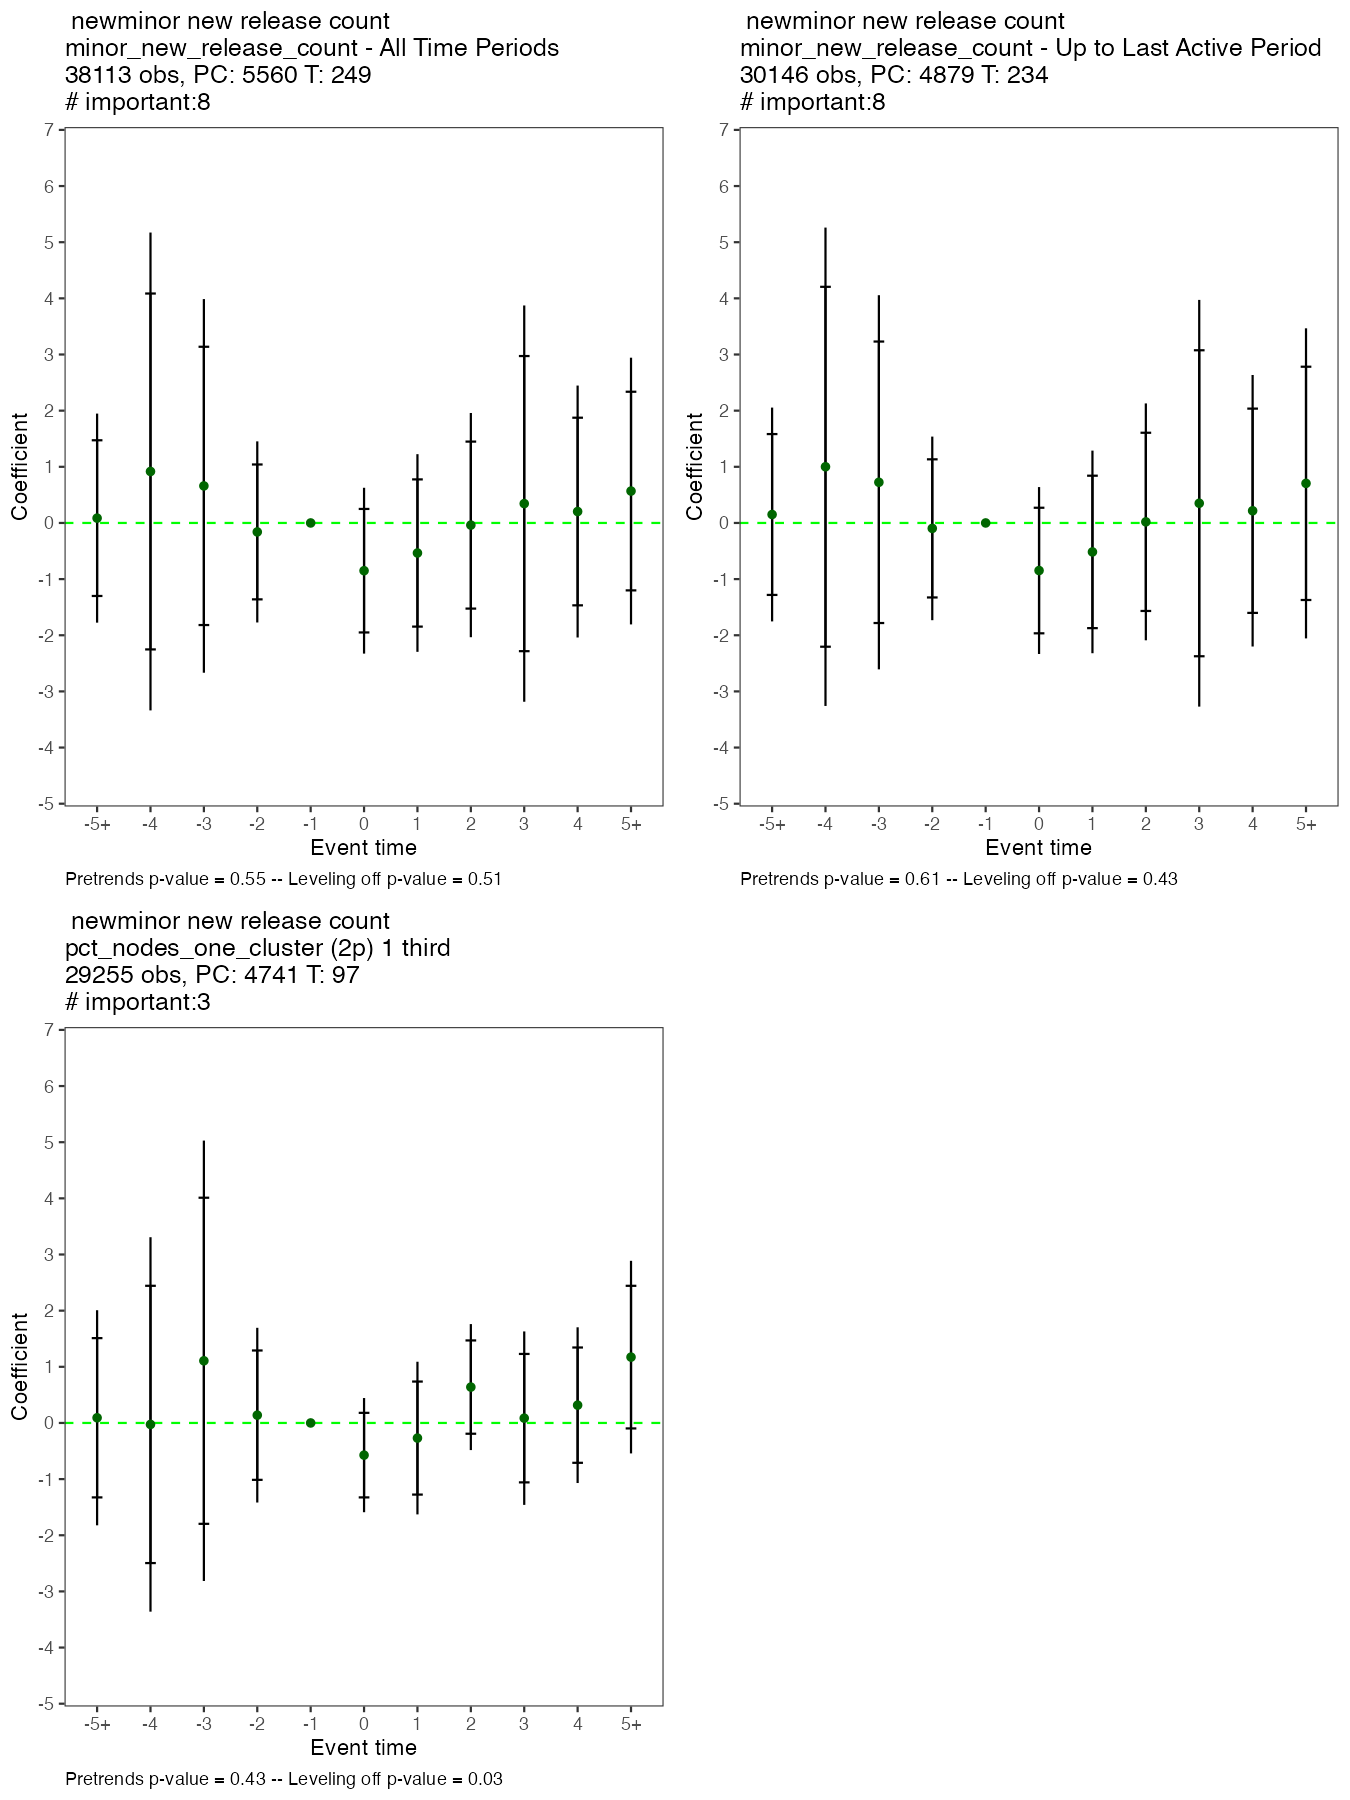 newminor new release count
minor_new_release_count - All Time Periods
38113 obs, PC: 5560 T: 249
# important:8
7
6
5
4
3
2
1
0
-1
-2
-3
-4
-5
Coefficient
-5+ -4 -3 -2 -1 0 1 2 3 4 5+
Event time
Pretrends p-value = 0.55 -- Leveling off p-value = 0.51
newminor new release count
minor_new_release_count - Up to Last Active Period
30146 obs, PC: 4879 T: 234
# important:8
7
6
5
4
3
2
1
0
-1
-2
-3
-4
-5
Coefficient
-5+ -4 -3 -2 -1 0 1 2 3 4 5+
Event time
Pretrends p-value = 0.61 -- Leveling off p-value = 0.43
newminor new release count
pct_nodes_one_cluster (2p) 1 third
29255 obs, PC: 4741 T: 97
# important:3
7
6
5
4
3
2
1
0
-1
-2
-3
-4
-5
Coefficient
-5+ -4 -3 -2 -1 0 1 2 3 4 5+
Event time
Pretrends p-value = 0.43 -- Leveling off p-value = 0.03